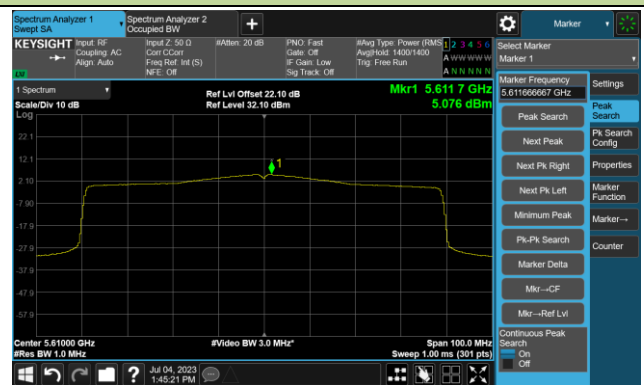 Spectrum Analyzer 1
Swept SA
Spectrum Analyzer 2
Occupied BW
+
Marker
KEYSIGHT
Input: RF
Coupling: AC
Align: Auto
Input Z: 50 Ω
Corr CCorr
Freq Ref: Int (S)
NFE: Off
#Atten: 20 dB
PNO: Fast
Gate: Off
IF Gain: Low
Sig Track: Off
#Avg Type: Power (RMS
Avg|Hold: 1400/1400
Trig: Free Run
1 2 3 4 5 6
A W W W W W
A N N N N N
Select Marker
Marker 1
1 Spectrum
Scale/Div 10 dB
Log
Ref Lvl Offset 22.10 dB
Ref Level 32.10 dBm
Mkr1 5.611 7 GHz
5.076 dBm
22.1
12.1
2.10
-7.90
-17.9
-27.9
-37.9
-47.9
-57.9
1
Center 5.61000 GHz
#Res BW 1.0 MHz
#Video BW 3.0 MHz*
Span 100.0 MHz
Sweep 1.00 ms (301 pts)
Marker Frequency
5.611666667 GHz
Peak Search
Next Peak
Next Pk Right
Next Pk Left
Minimum Peak
Pk-Pk Search
Marker Delta
Mkr→CF
Mkr→Ref Lvl
Continuous Peak
Search
On
Off
Settings
Peak
Search
Pk Search
Config
Properties
Marker
Function
Marker→
Counter
?
Jul 04, 2023
1:45:21 PM